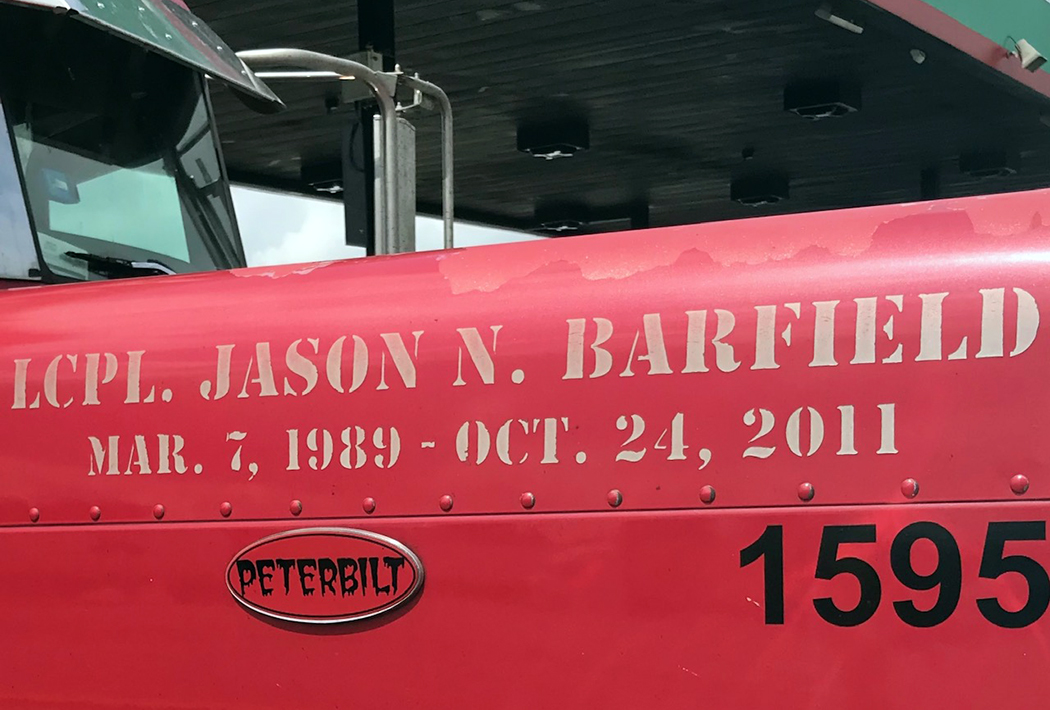 LCPL. JASON N. BARFIELD
MAR. 7, 1989 - OCT. 24, 2011
PETERBILT
1595